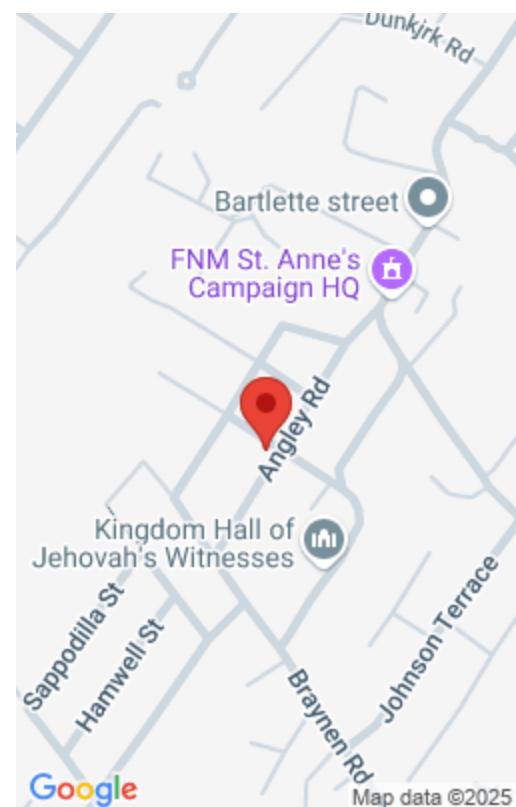 Dunkirk Rd
Bartlette street
FNM St. Anne's
Campaign HQ
Angley Rd
Kingdom Hall of
Jehovah's Witnesses
Sappodilla St
Hamwell St
Johnson Terrace
Braynen Rd
Google
Map data ©2025